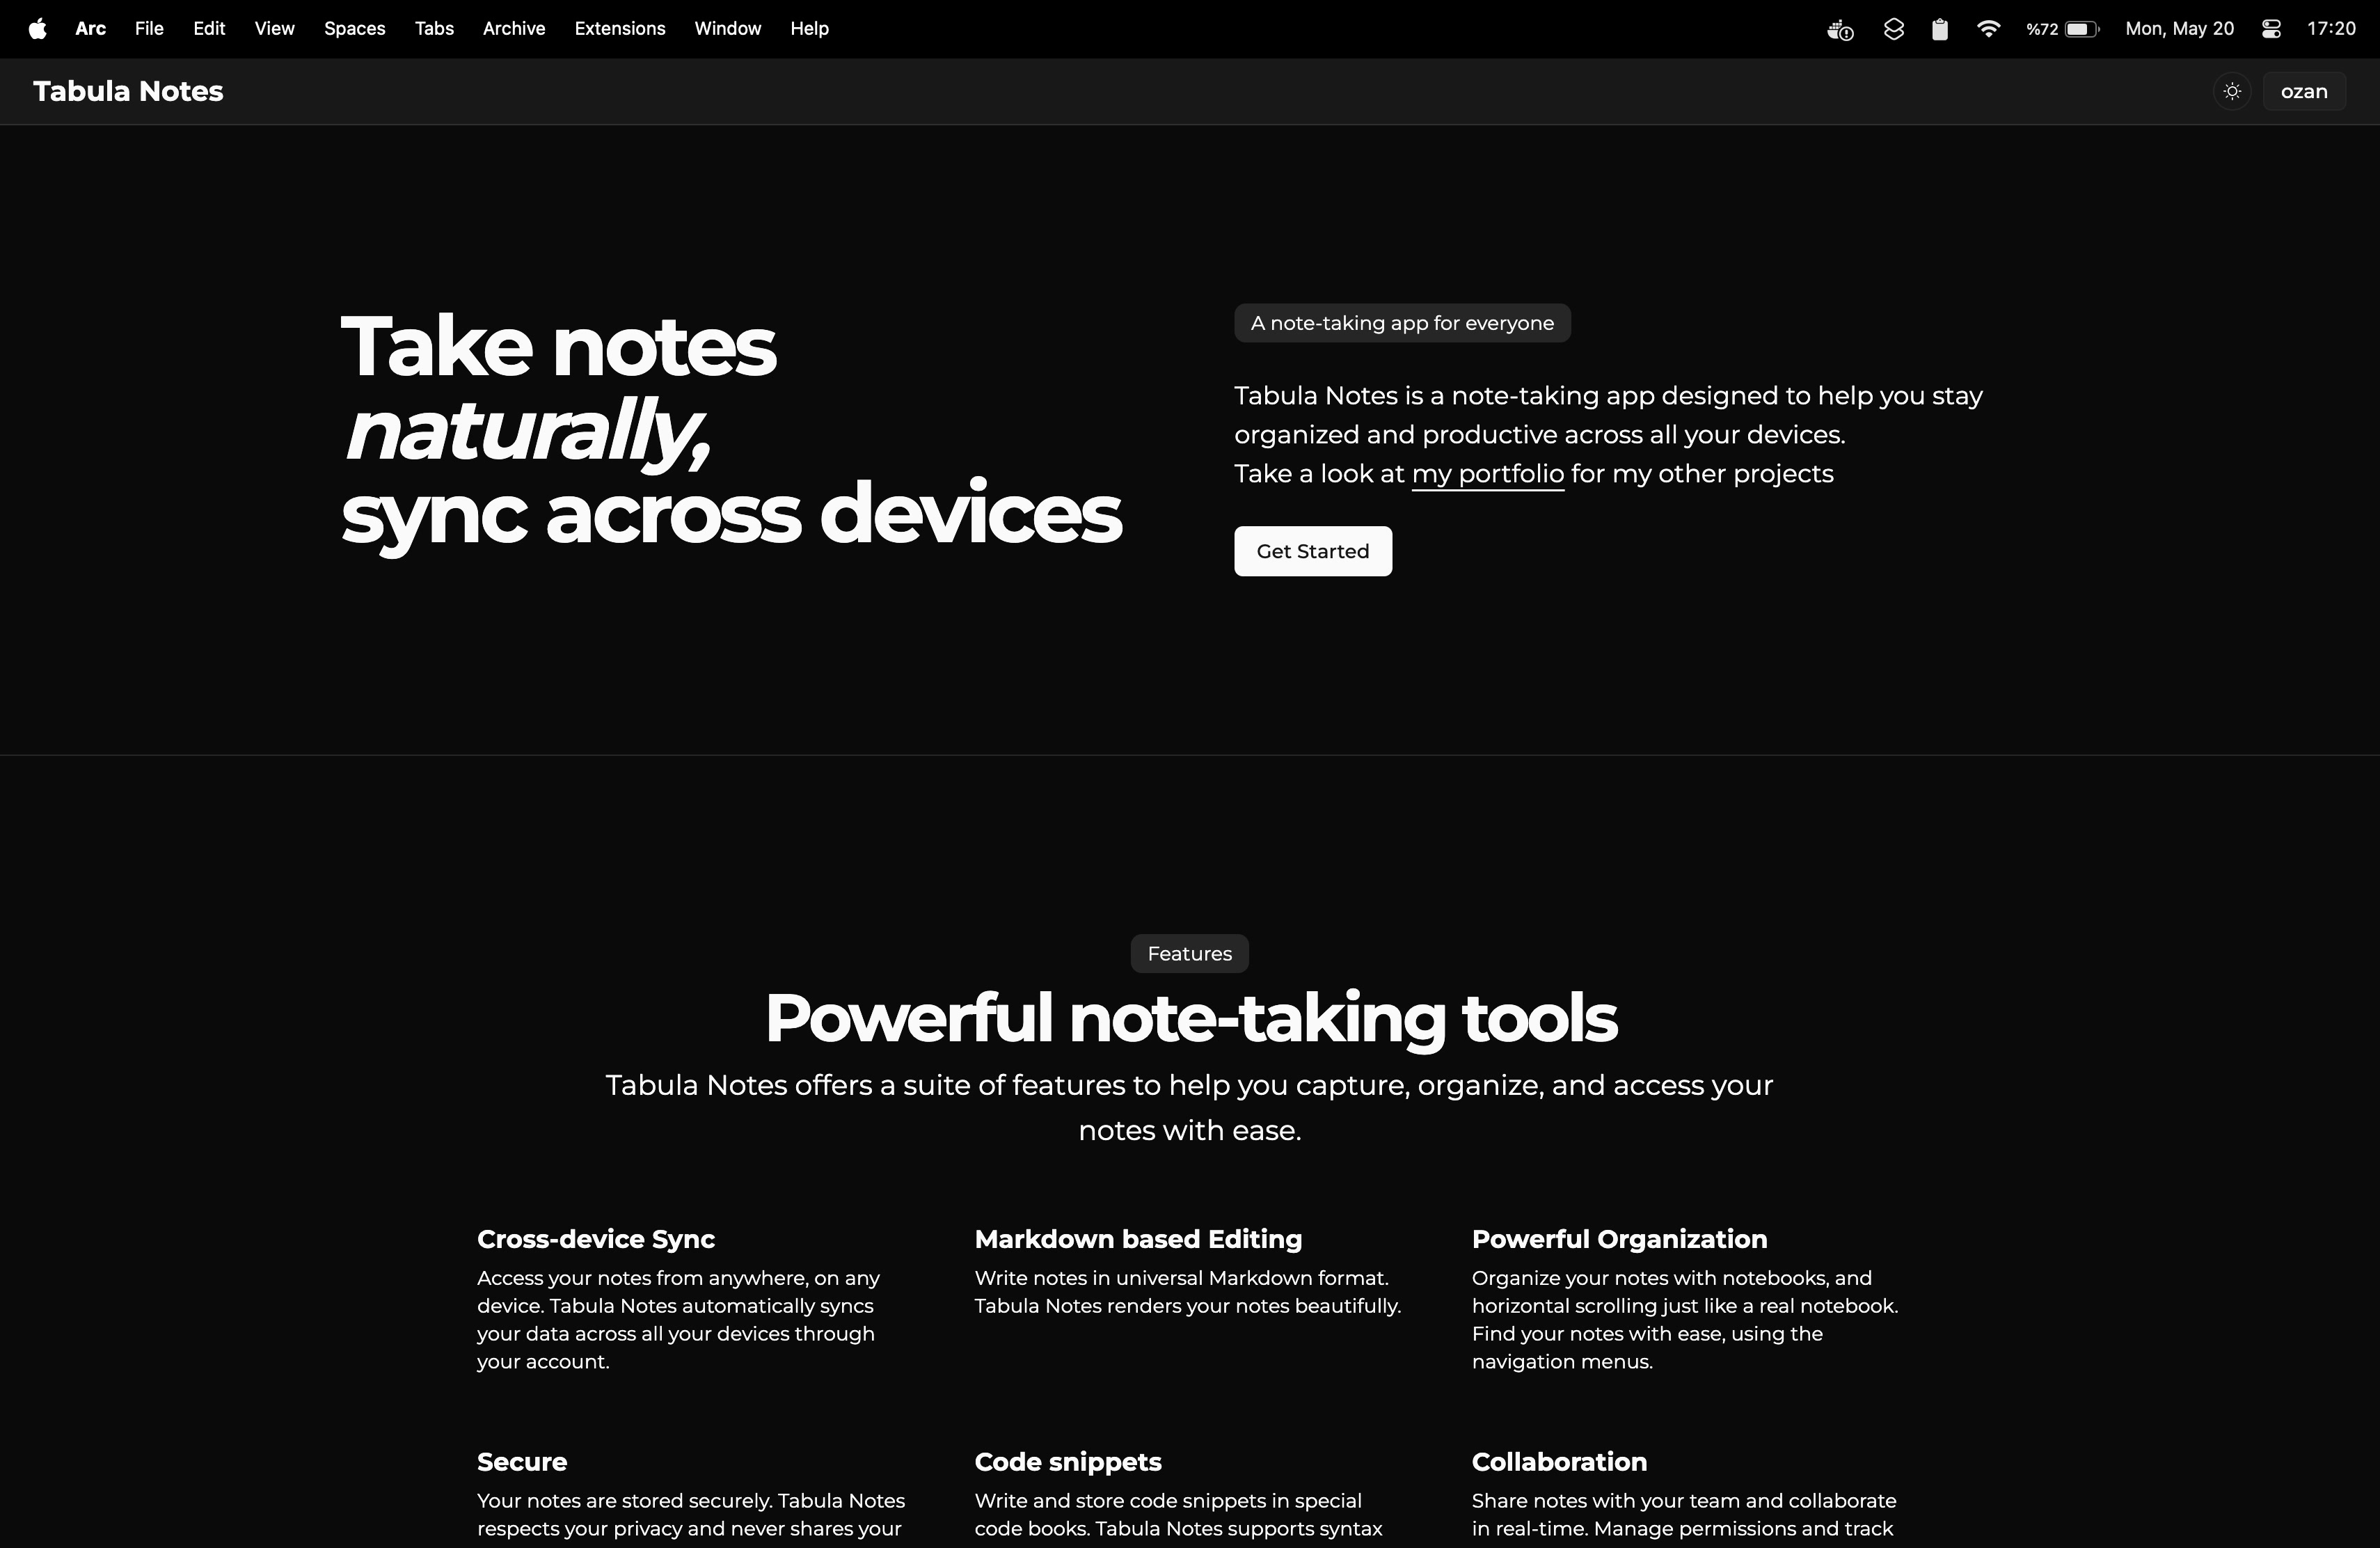 Arc File Edit View Spaces Tabs Archive Extensions Window Help %72 Mon, May 20 17:20
Tabula Notes ozan
Take notes
naturally,
sync across devices
A note-taking app for everyone
Tabula Notes is a note-taking app designed to help you stay
organized and productive across all your devices.
Take a look at my portfolio for my other projects
Get Started
Features
Powerful note-taking tools
Tabula Notes offers a suite of features to help you capture, organize, and access your
notes with ease.
Cross-device Sync
Access your notes from anywhere, on any
device. Tabula Notes automatically syncs
your data across all your devices through
your account.
Markdown based Editing
Write notes in universal Markdown format.
Tabula Notes renders your notes beautifully.
Powerful Organization
Organize your notes with notebooks, and
horizontal scrolling just like a real notebook.
Find your notes with ease, using the
navigation menus.
Secure
Your notes are stored securely. Tabula Notes
respects your privacy and never shares your
Code snippets
Write and store code snippets in special
code books. Tabula Notes supports syntax
Collaboration
Share notes with your team and collaborate
in real-time. Manage permissions and track